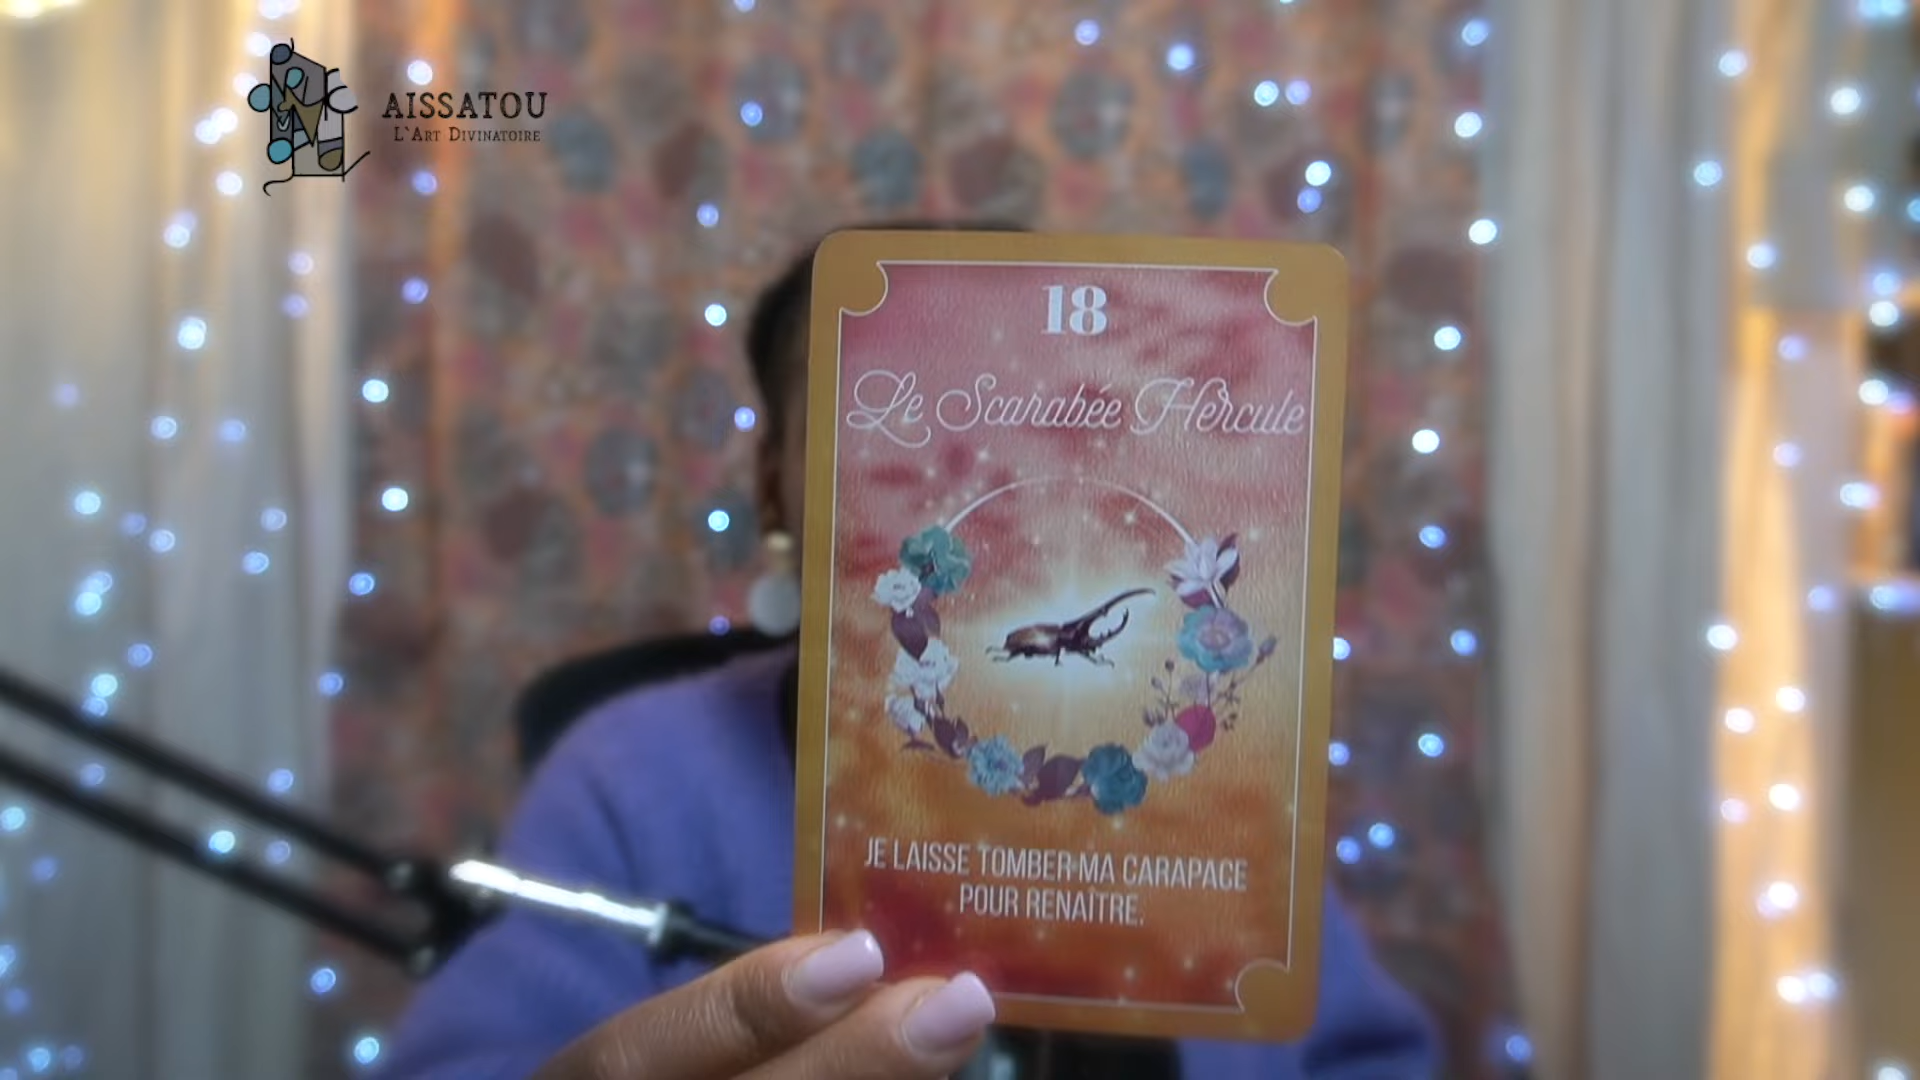 AISSATOU
L'ART DIVINATOIRE
18
Le Scarabée Hercule
JE LAISSE TOMBER MA CARAPACE
POUR RENAÎTRE.